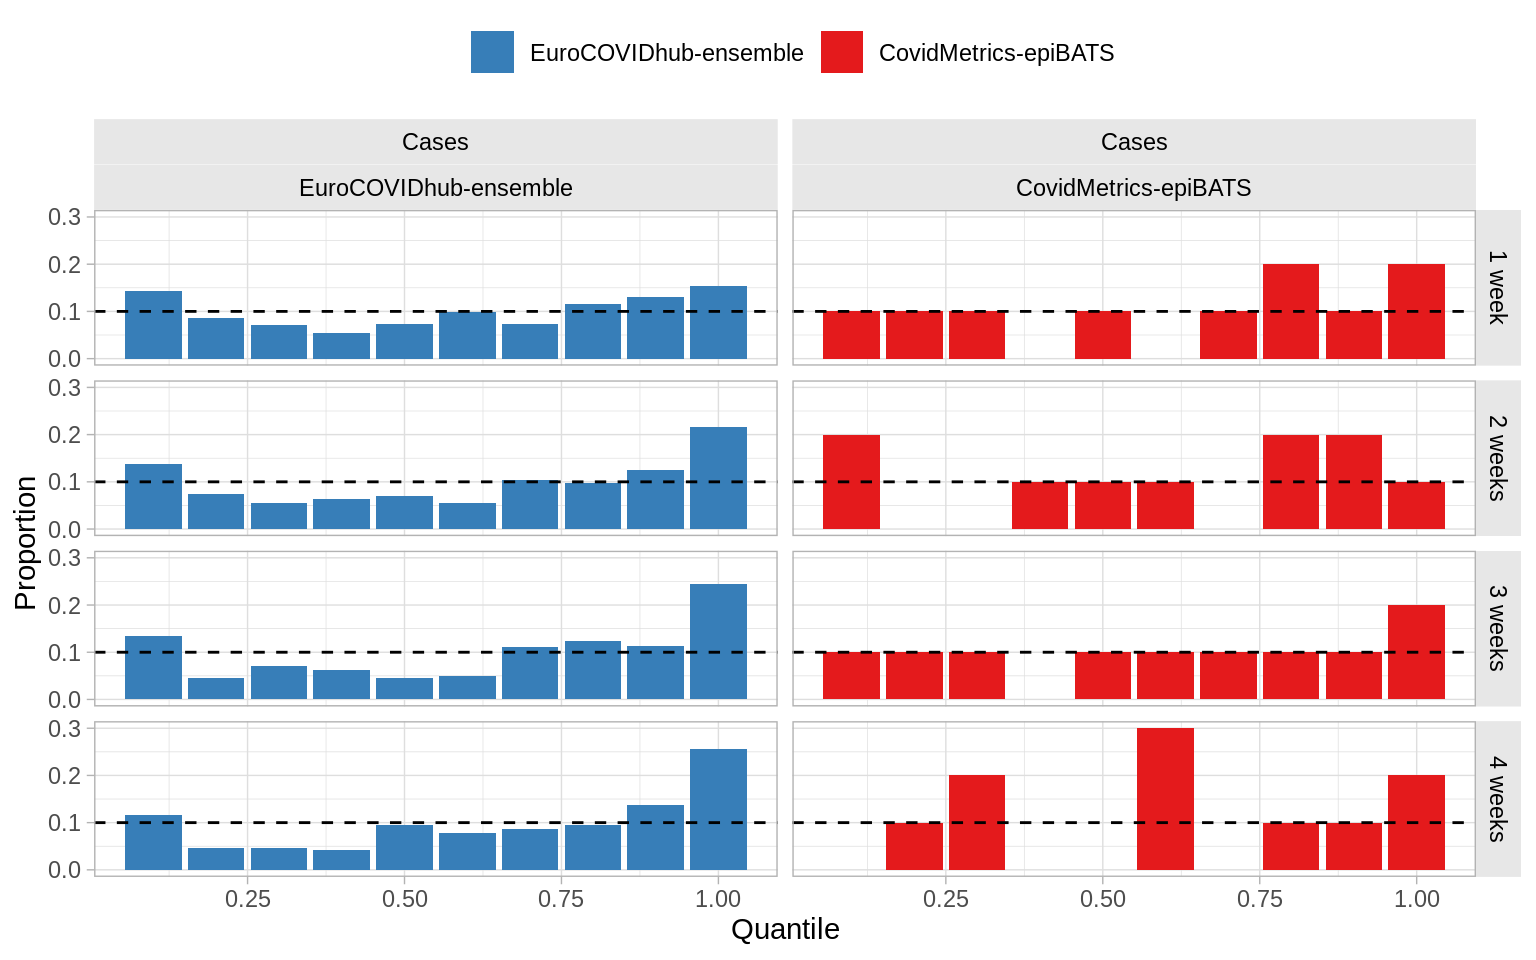 EuroCOVIDhub-ensemble CovidMetrics-epiBATS
Cases Cases
EuroCOVIDhub-ensemble CovidMetrics-epiBATS
0.3
0.2
0.1
0.0
1 week
0.3
0.2
0.1
0.0
2 weeks
Proportion
0.3
0.2
0.1
0.0
3 weeks
0.3
0.2
0.1
0.0
4 weeks
0.25 0.50 0.75 1.00 0.25 0.50 0.75 1.00
Quantile